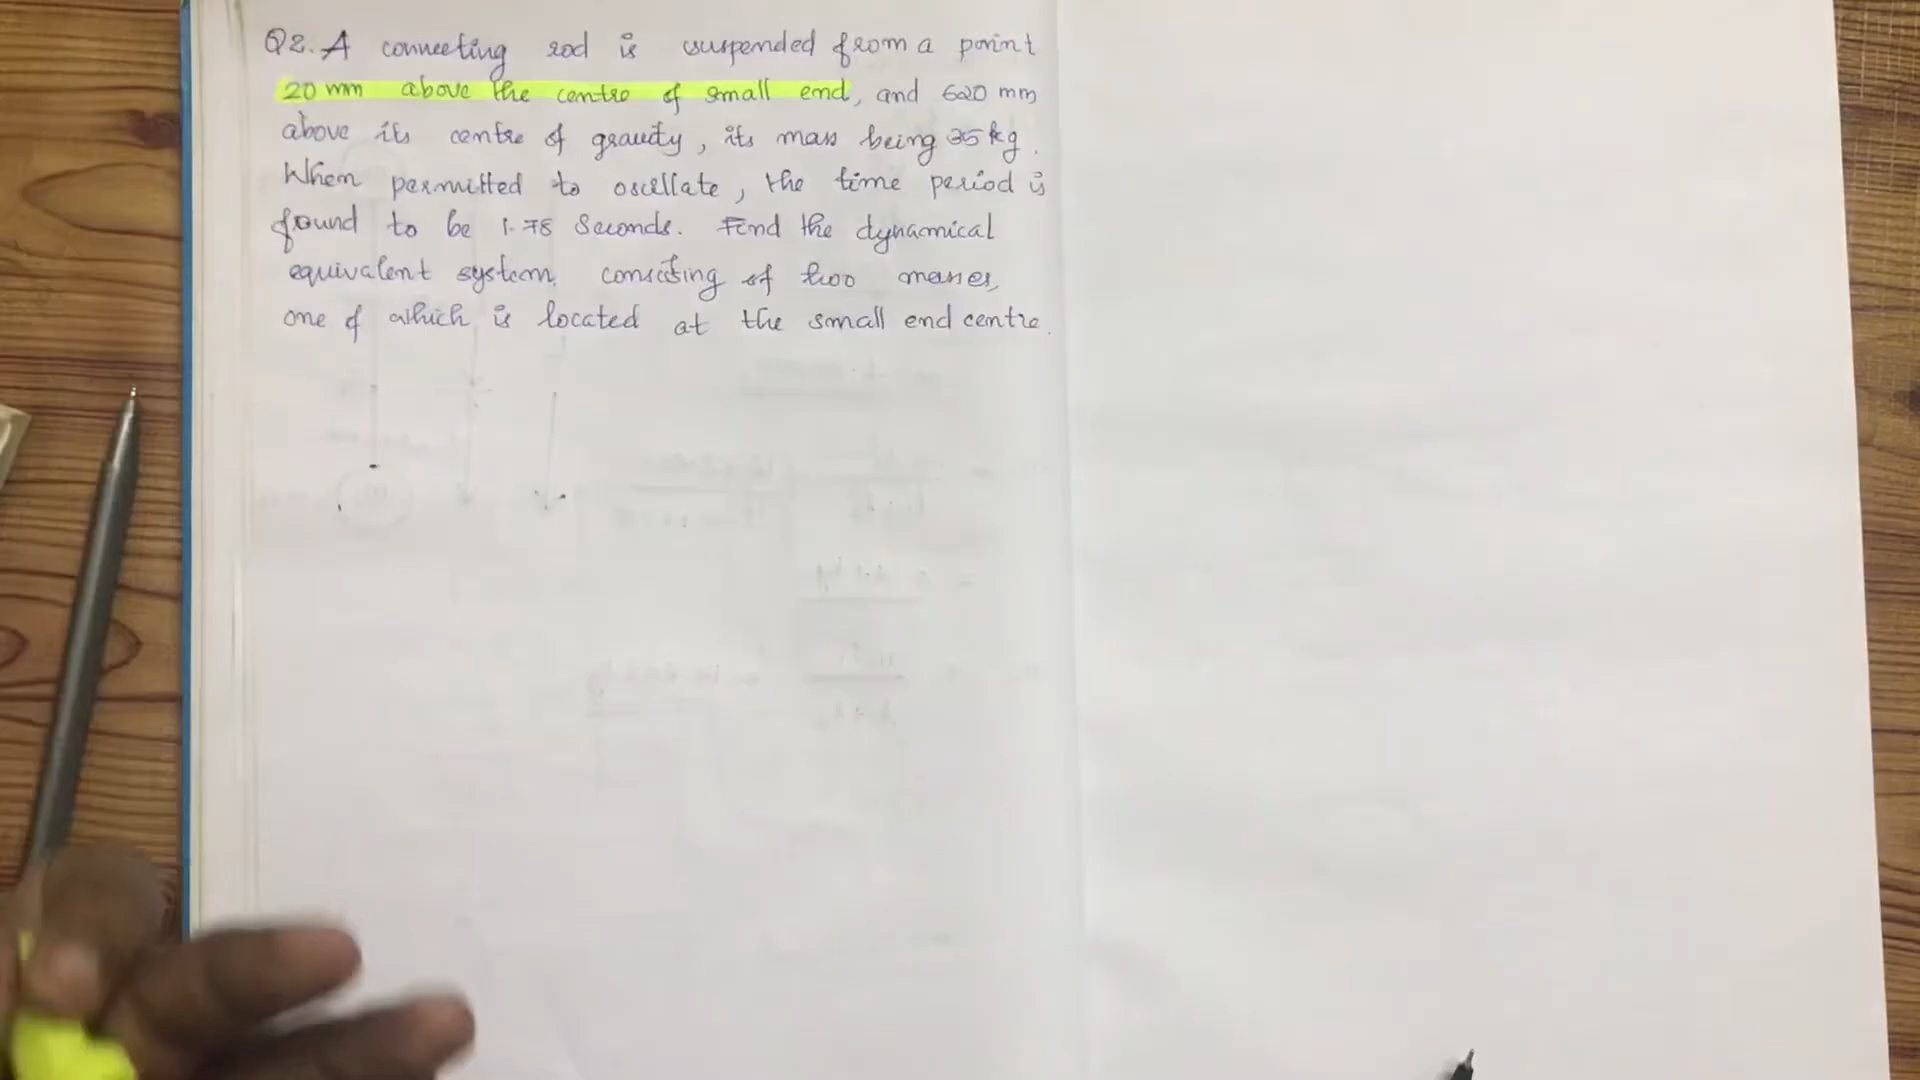 Q2. A connecting rod is suspended from a point
20 mm above the centre of small end, and 620 mm
above its centre of gravity, its mass being 35 kg.
When permitted to oscillate, the time period is
found to be 1.78 Seconds. Find the dynamical
equivalent system consisting of two masses,
one of which is located at the small end centre.